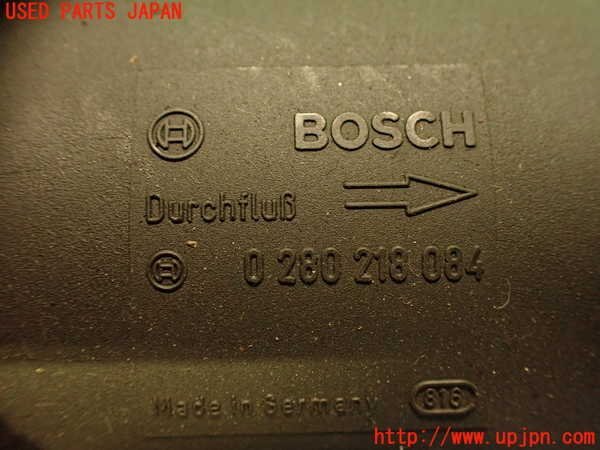 USED PARTS JAPAN
BOSCH
Durchfluß
0 280 218 084
Made in Germany 816
http://www.upjpn.com/